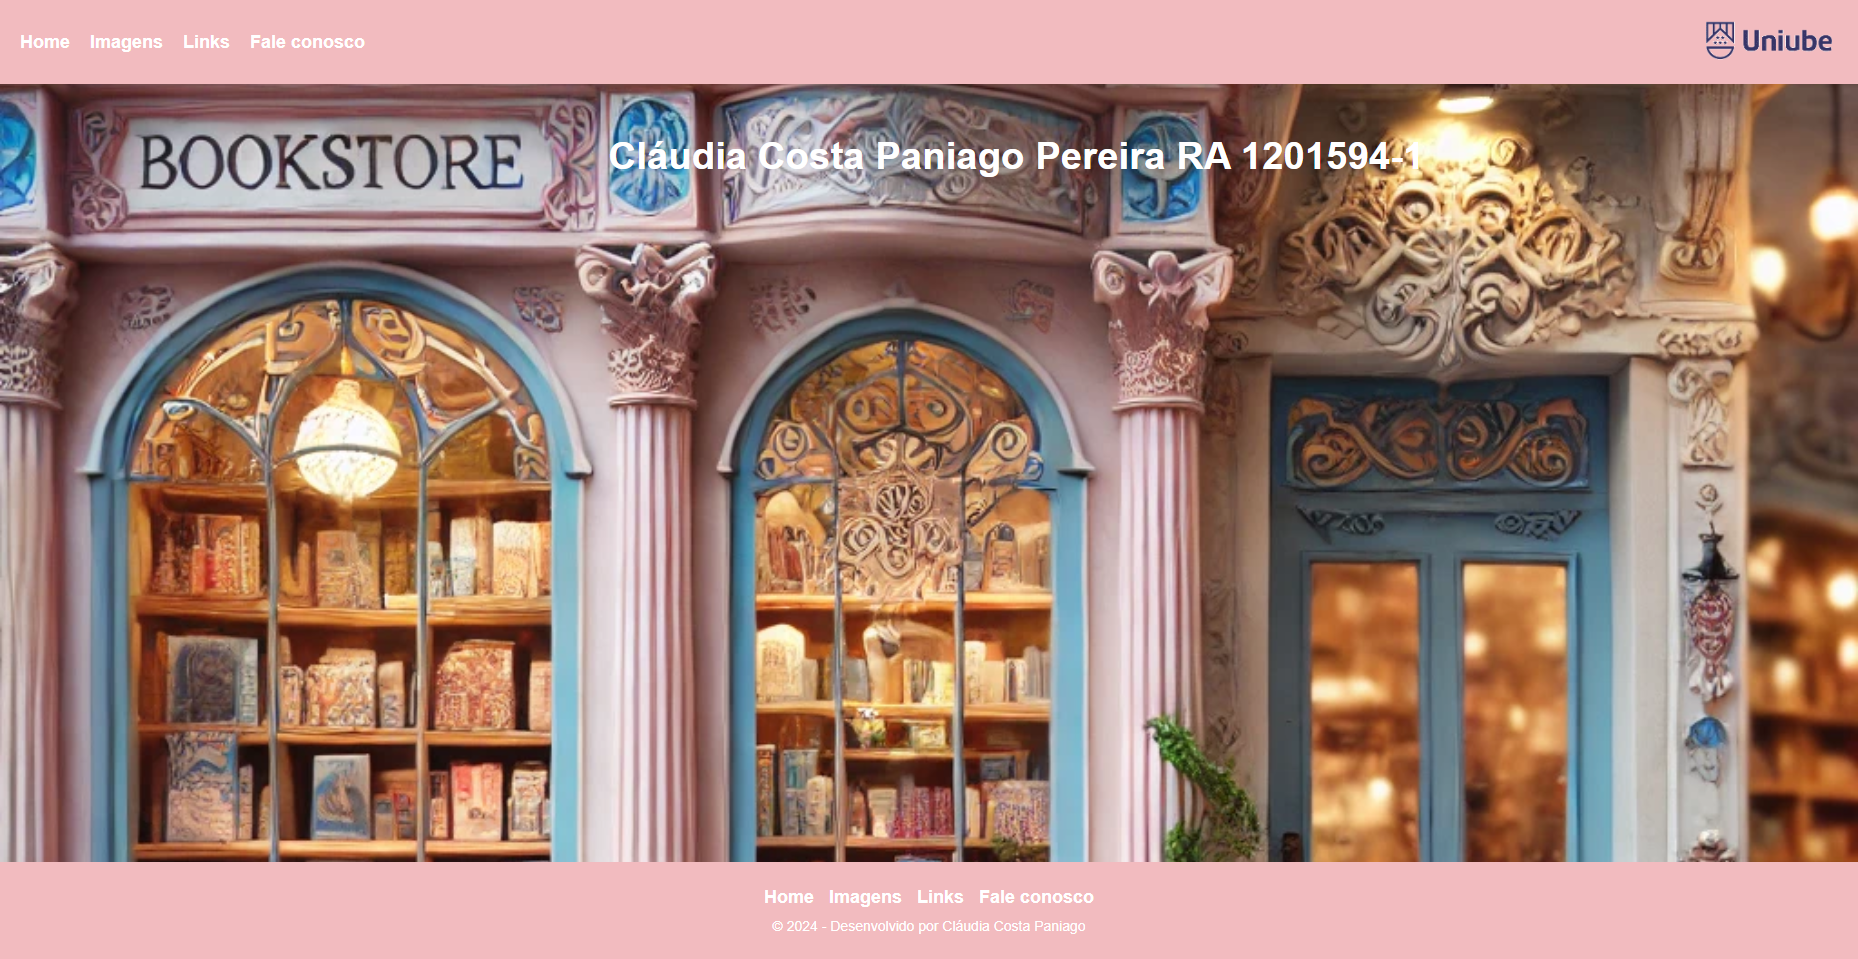 Home Imagens Links Fale conosco
Uniube
BOOKSTORE
Cláudia Costa Paniago Pereira RA 1201594-1
Home Imagens Links Fale conosco
© 2024 - Desenvolvido por Cláudia Costa Paniago